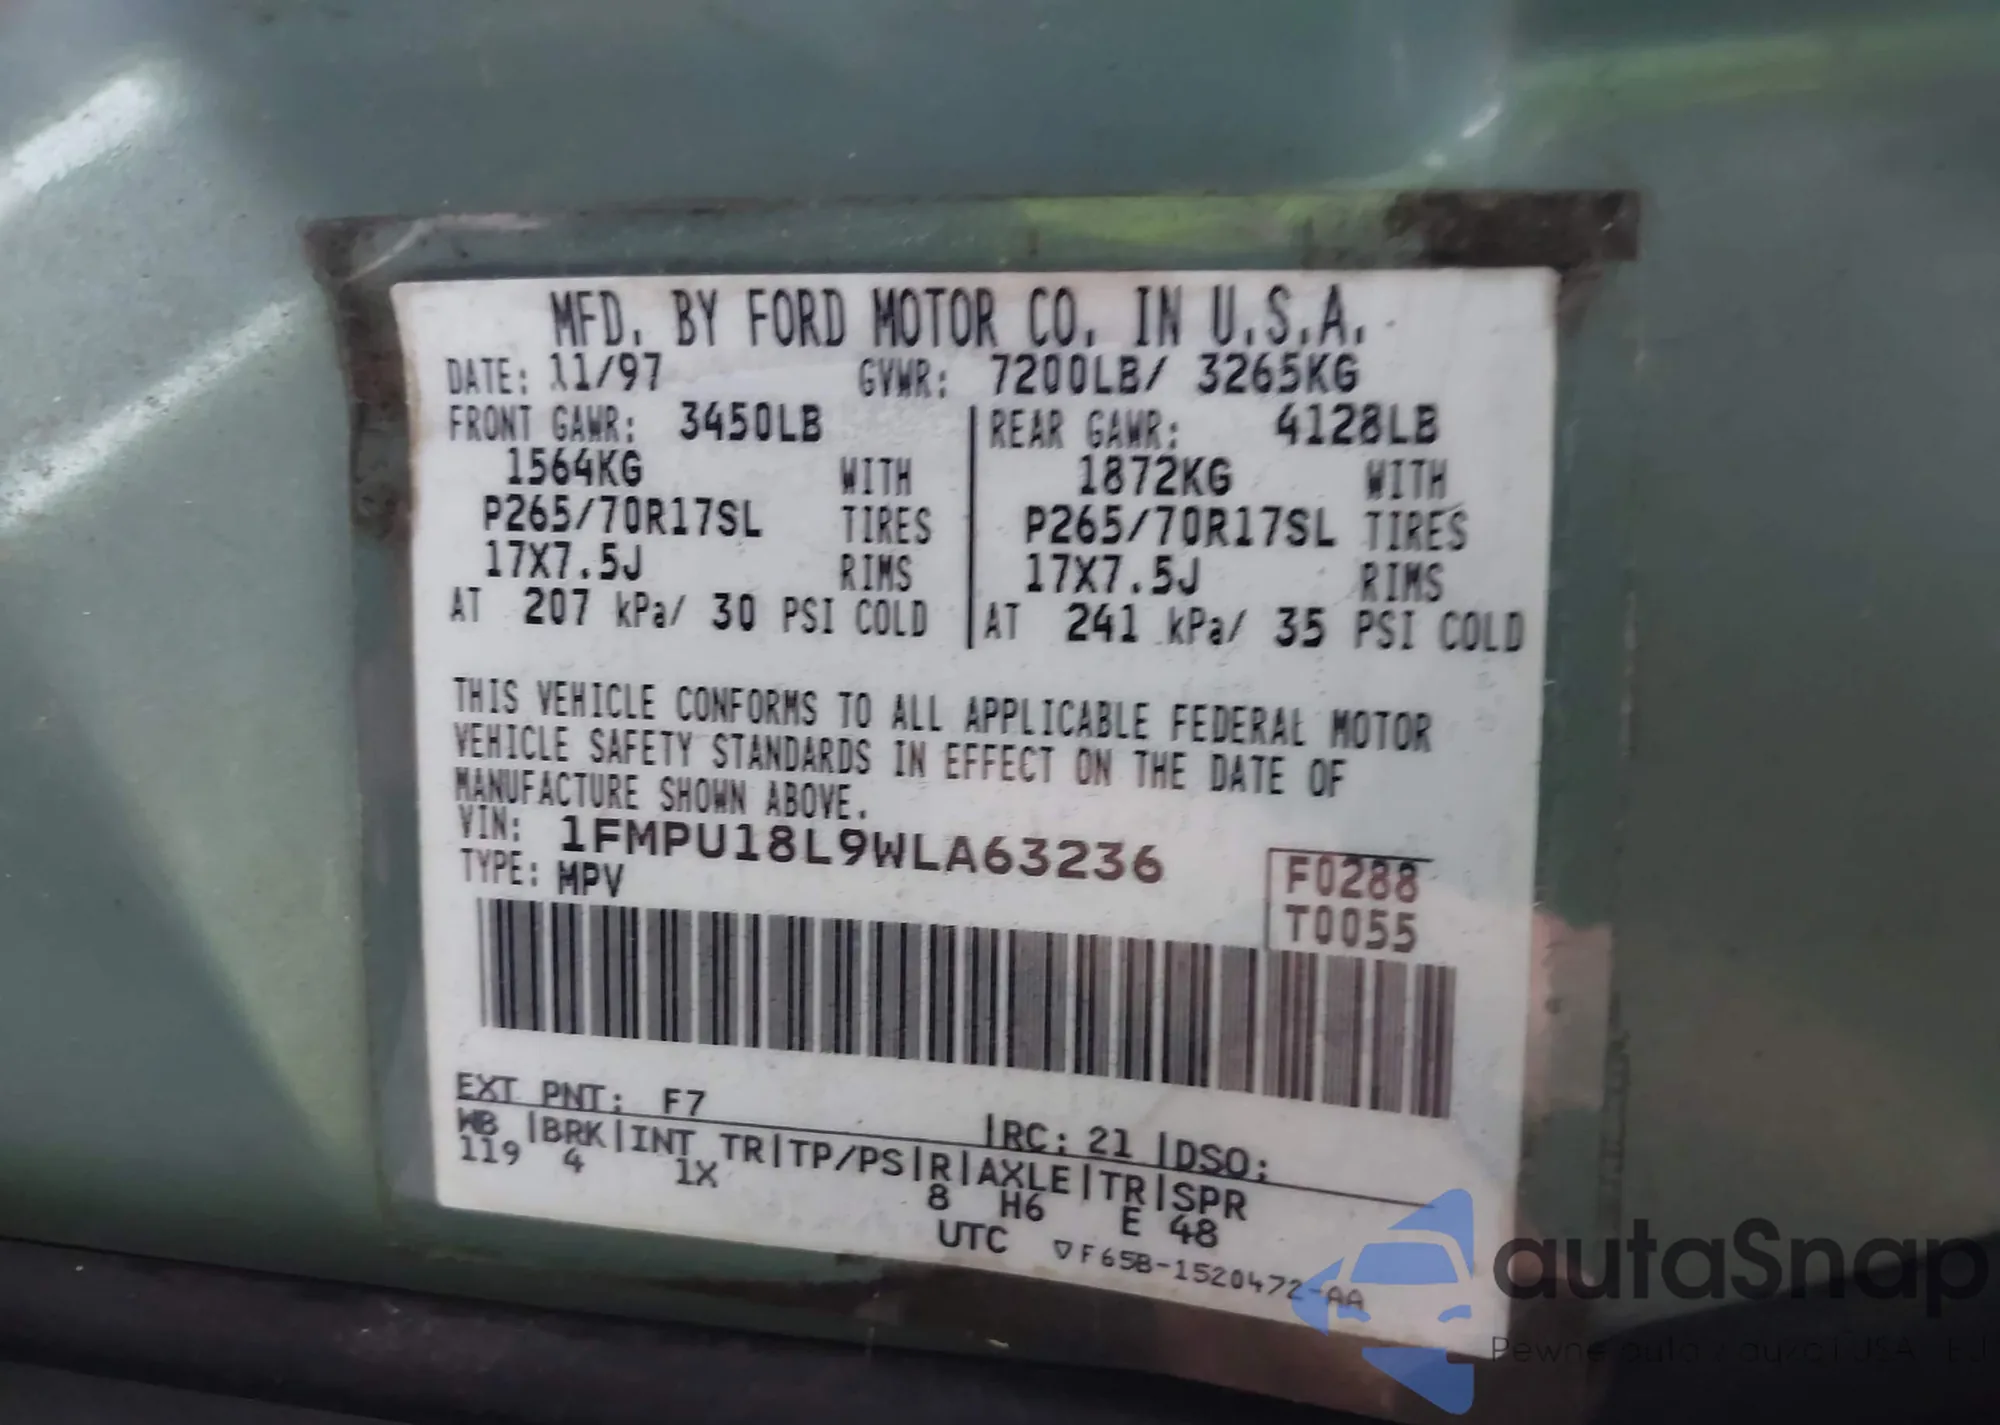 MFD. BY FORD MOTOR CO. IN U.S.A.
DATE: 11/97 GVWR: 7200LB/ 3265KG
FRONT GAWR: 3450LB REAR GAWR: 4128LB
1564KG WITH 1872KG WITH
P265/70R17SL TIRES P265/70R17SL TIRES
17X7.5J RIMS 17X7.5J RIMS
AT 207 kPa/ 30 PSI COLD AT 241 kPa/ 35 PSI COLD
THIS VEHICLE CONFORMS TO ALL APPLICABLE FEDERAL MOTOR
VEHICLE SAFETY STANDARDS IN EFFECT ON THE DATE OF
MANUFACTURE SHOWN ABOVE.
VIN: 1FMPU18L9WLA63236
TYPE: MPV
F0288
T0055
EXT PNT: F7 |RC: 21 |DSO:
WB |BRK|INT TR|TP/PS|R|AXLE|TR|SPR
119 4 1X 8 H6 E 48
UTC ▽F65B-1520472-AA
autaSnap
Pewne auto z USA